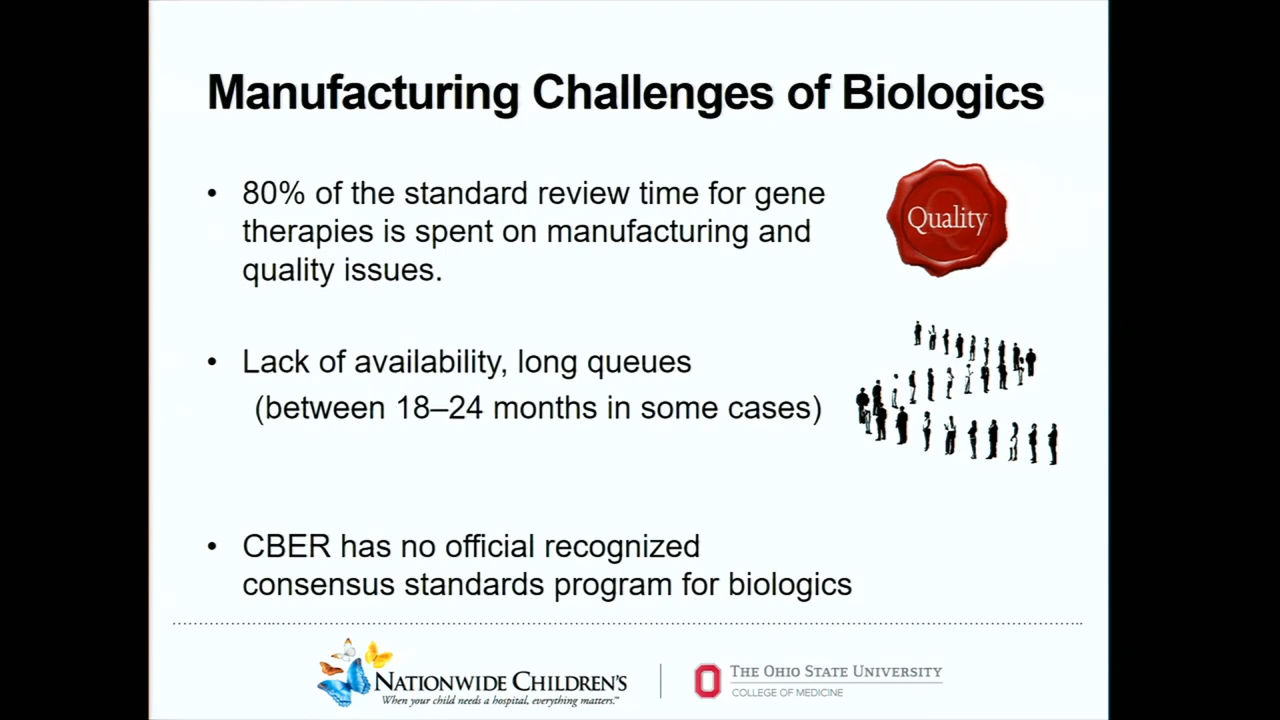 Manufacturing Challenges of Biologics
• 80% of the standard review time for gene
therapies is spent on manufacturing and
quality issues.
Quality
• Lack of availability, long queues
(between 18–24 months in some cases)
• CBER has no official recognized
consensus standards program for biologics
NATIONWIDE CHILDREN'S
When your child needs a hospital, everything matters.™
THE OHIO STATE UNIVERSITY
COLLEGE OF MEDICINE